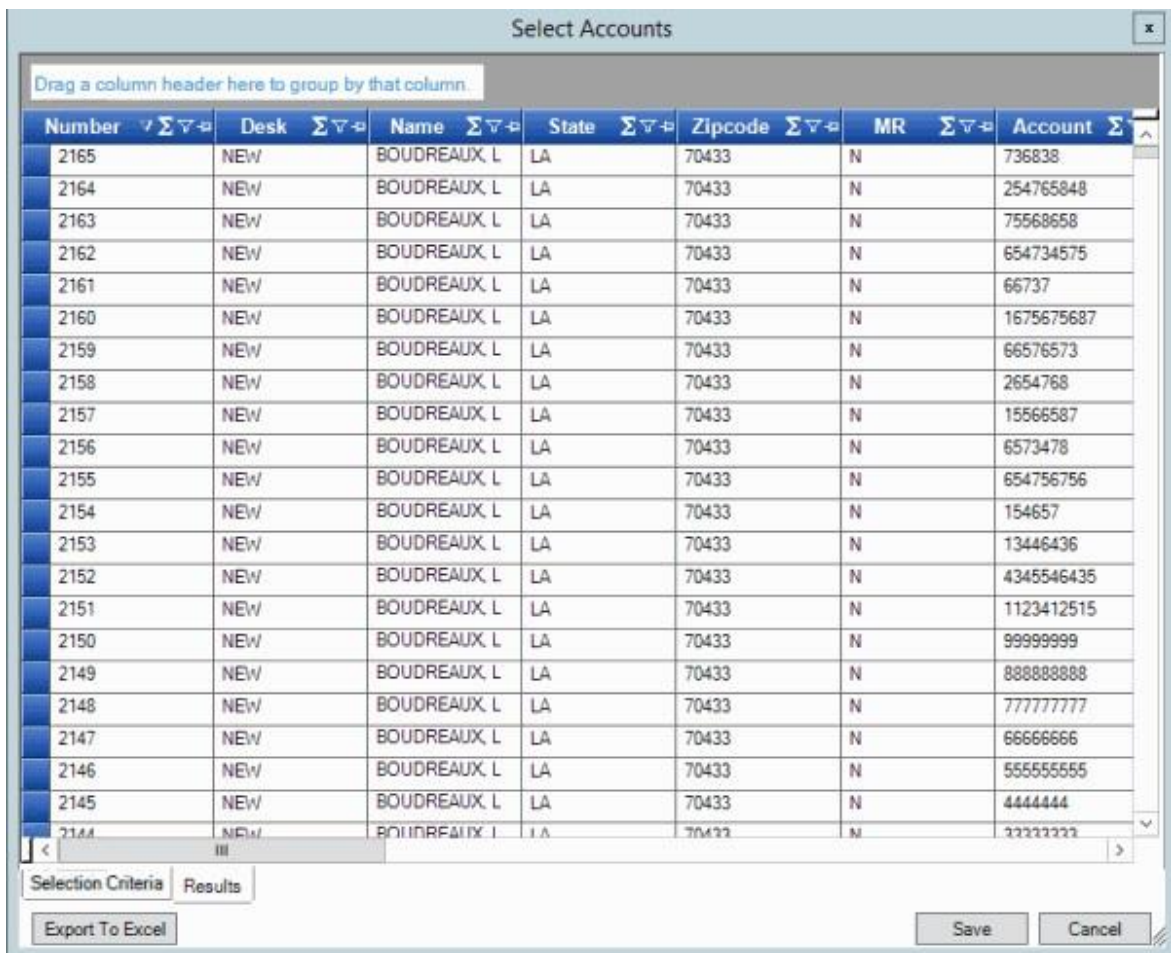 Select Accounts
x
Drag a column header here to group by that column.
Number Σ Desk Σ Name Σ State Σ Zipcode Σ MR Σ Account Σ
2165 NEW BOUDREAUX, L LA 70433 N 736838
2164 NEW BOUDREAUX, L LA 70433 N 254765848
2163 NEW BOUDREAUX, L LA 70433 N 75568658
2162 NEW BOUDREAUX, L LA 70433 N 654734575
2161 NEW BOUDREAUX, L LA 70433 N 66737
2160 NEW BOUDREAUX, L LA 70433 N 1675675687
2159 NEW BOUDREAUX, L LA 70433 N 66576573
2158 NEW BOUDREAUX, L LA 70433 N 2654768
2157 NEW BOUDREAUX, L LA 70433 N 15566587
2156 NEW BOUDREAUX, L LA 70433 N 6573478
2155 NEW BOUDREAUX, L LA 70433 N 654756756
2154 NEW BOUDREAUX, L LA 70433 N 154657
2153 NEW BOUDREAUX, L LA 70433 N 13446436
2152 NEW BOUDREAUX, L LA 70433 N 4345546435
2151 NEW BOUDREAUX, L LA 70433 N 1123412515
2150 NEW BOUDREAUX, L LA 70433 N 99999999
2149 NEW BOUDREAUX, L LA 70433 N 888888888
2148 NEW BOUDREAUX, L LA 70433 N 777777777
2147 NEW BOUDREAUX, L LA 70433 N 66666666
2146 NEW BOUDREAUX, L LA 70433 N 555555555
2145 NEW BOUDREAUX, L LA 70433 N 4444444
2144 NEW BOUDREAUX, L LA 70433 N 33333333
Selection Criteria Results
Export To Excel Save Cancel